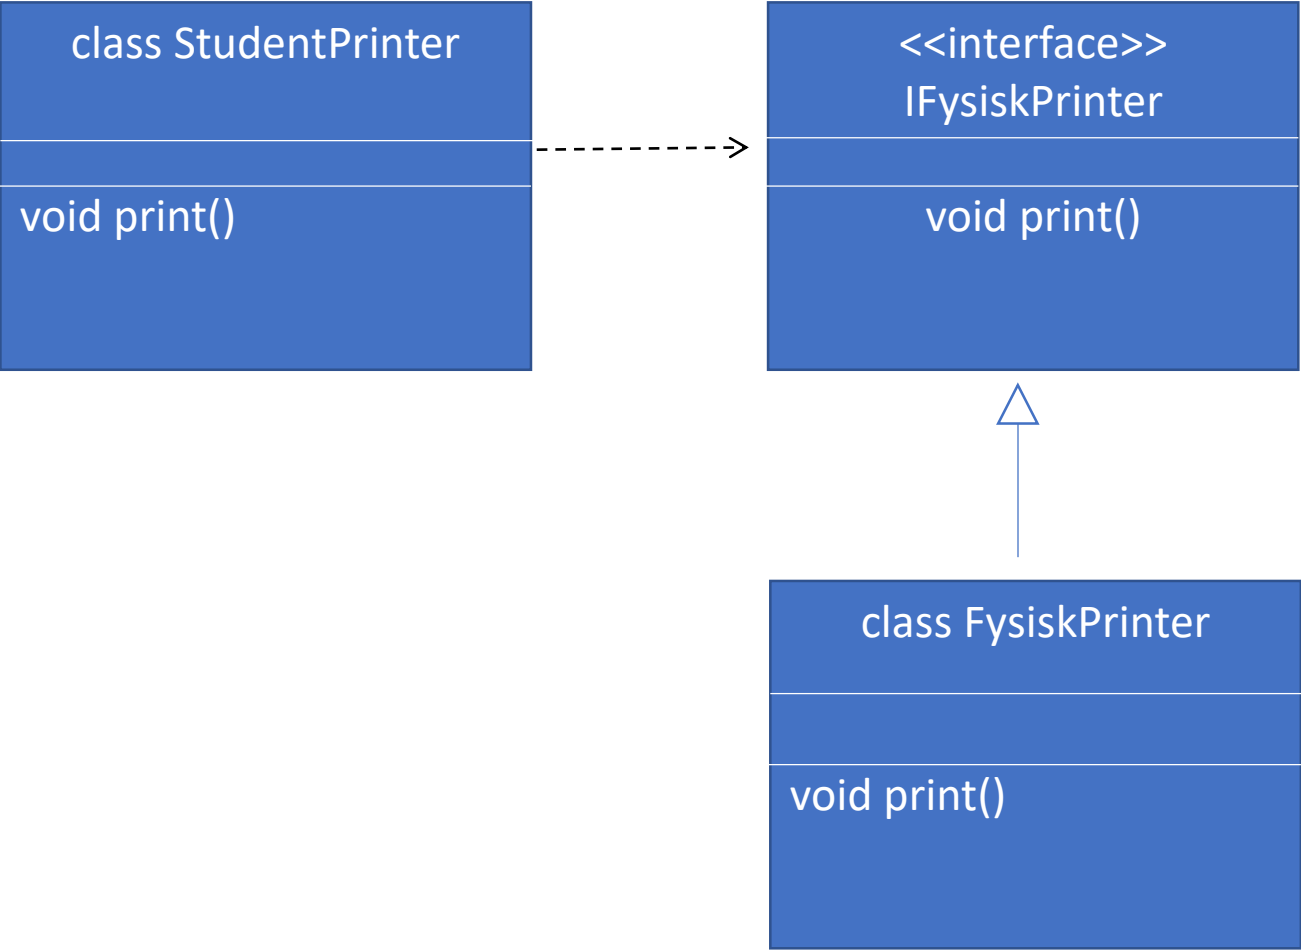 class StudentPrinter
void print()
<<interface>>
IFysiskPrinter
void print()
class FysiskPrinter
void print()